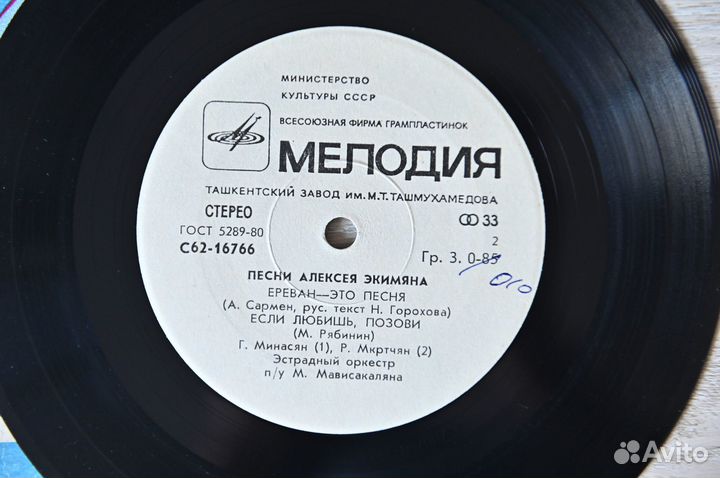 МИНИСТЕРСТВО
КУЛЬТУРЫ СССР
ВСЕСОЮЗНАЯ ФИРМА ГРАМПЛАСТИНОК
МЕЛОДИЯ
ТАШКЕНТСКИЙ ЗАВОД ИМ. М.Т. ТАШМУХАМЕДОВА
СТЕРЕО 33
ГОСТ 5289-80 2
С62-16766 Гр. 3. 0-85
ПЕСНИ АЛЕКСЕЯ ЭКИМЯНА
ЕРЕВАН—ЭТО ПЕСНЯ
(А. Сармен, рус. текст Н. Горохова)
ЕСЛИ ЛЮБИШЬ, ПОЗОВИ
(М. Рябинин)
Г. Минасян (1), Р. Мкртчян (2)
Эстрадный оркестр
п/у М. Мависакаляна
Avito